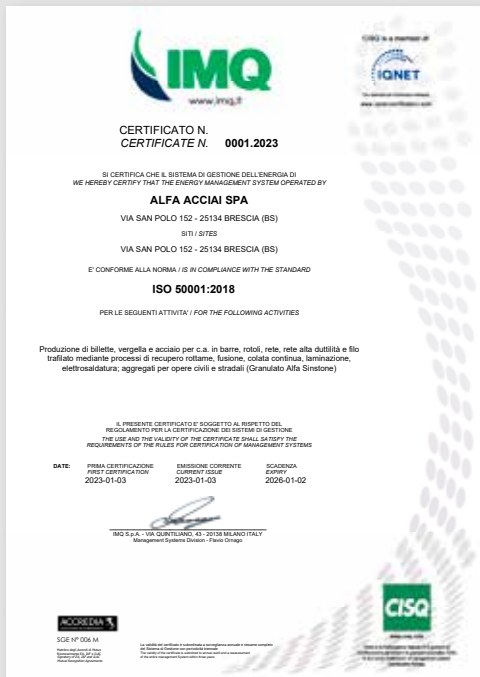 CISQ is a member of
IQNET
IMQ
www.imq.it
CERTIFICATO N.
CERTIFICATE N. 0001.2023
SI CERTIFICA CHE IL SISTEMA DI GESTIONE DELL'ENERGIA DI
WE HEREBY CERTIFY THAT THE ENERGY MANAGEMENT SYSTEM OPERATED BY
ALFA ACCIAI SPA
VIA SAN POLO 152 - 25134 BRESCIA (BS)
SITI / SITES
VIA SAN POLO 152 - 25134 BRESCIA (BS)
E' CONFORME ALLA NORMA / IS IN COMPLIANCE WITH THE STANDARD
ISO 50001:2018
PER LE SEGUENTI ATTIVITA' / FOR THE FOLLOWING ACTIVITIES
Produzione di billette, vergella e acciaio per c.a. in barre, rotoli, rete, rete alta duttilità e filo
trafilato mediante processi di recupero rottame, fusione, colata continua, laminazione,
elettrosaldatura; aggregati per opere civili e stradali (Granulato Alfa Sinstone)
IL PRESENTE CERTIFICATO E' SOGGETTO AL RISPETTO DEL
REGOLAMENTO PER LA CERTIFICAZIONE DEI SISTEMI DI GESTIONE
THE USE AND THE VALIDITY OF THE CERTIFICATE SHALL SATISFY THE
REQUIREMENTS OF THE RULES FOR CERTIFICATION OF MANAGEMENT SYSTEMS
DATE: PRIMA CERTIFICAZIONE EMISSIONE CORRENTE SCADENZA
FIRST CERTIFICATION CURRENT ISSUE EXPIRY
2023-01-03 2023-01-03 2026-01-02
IMQ S.p.A. - VIA QUINTILIANO, 43 - 20138 MILANO ITALY
Management Systems Division - Flavio Ornago
ACCREDIA
SGE N° 006 M
CISQ